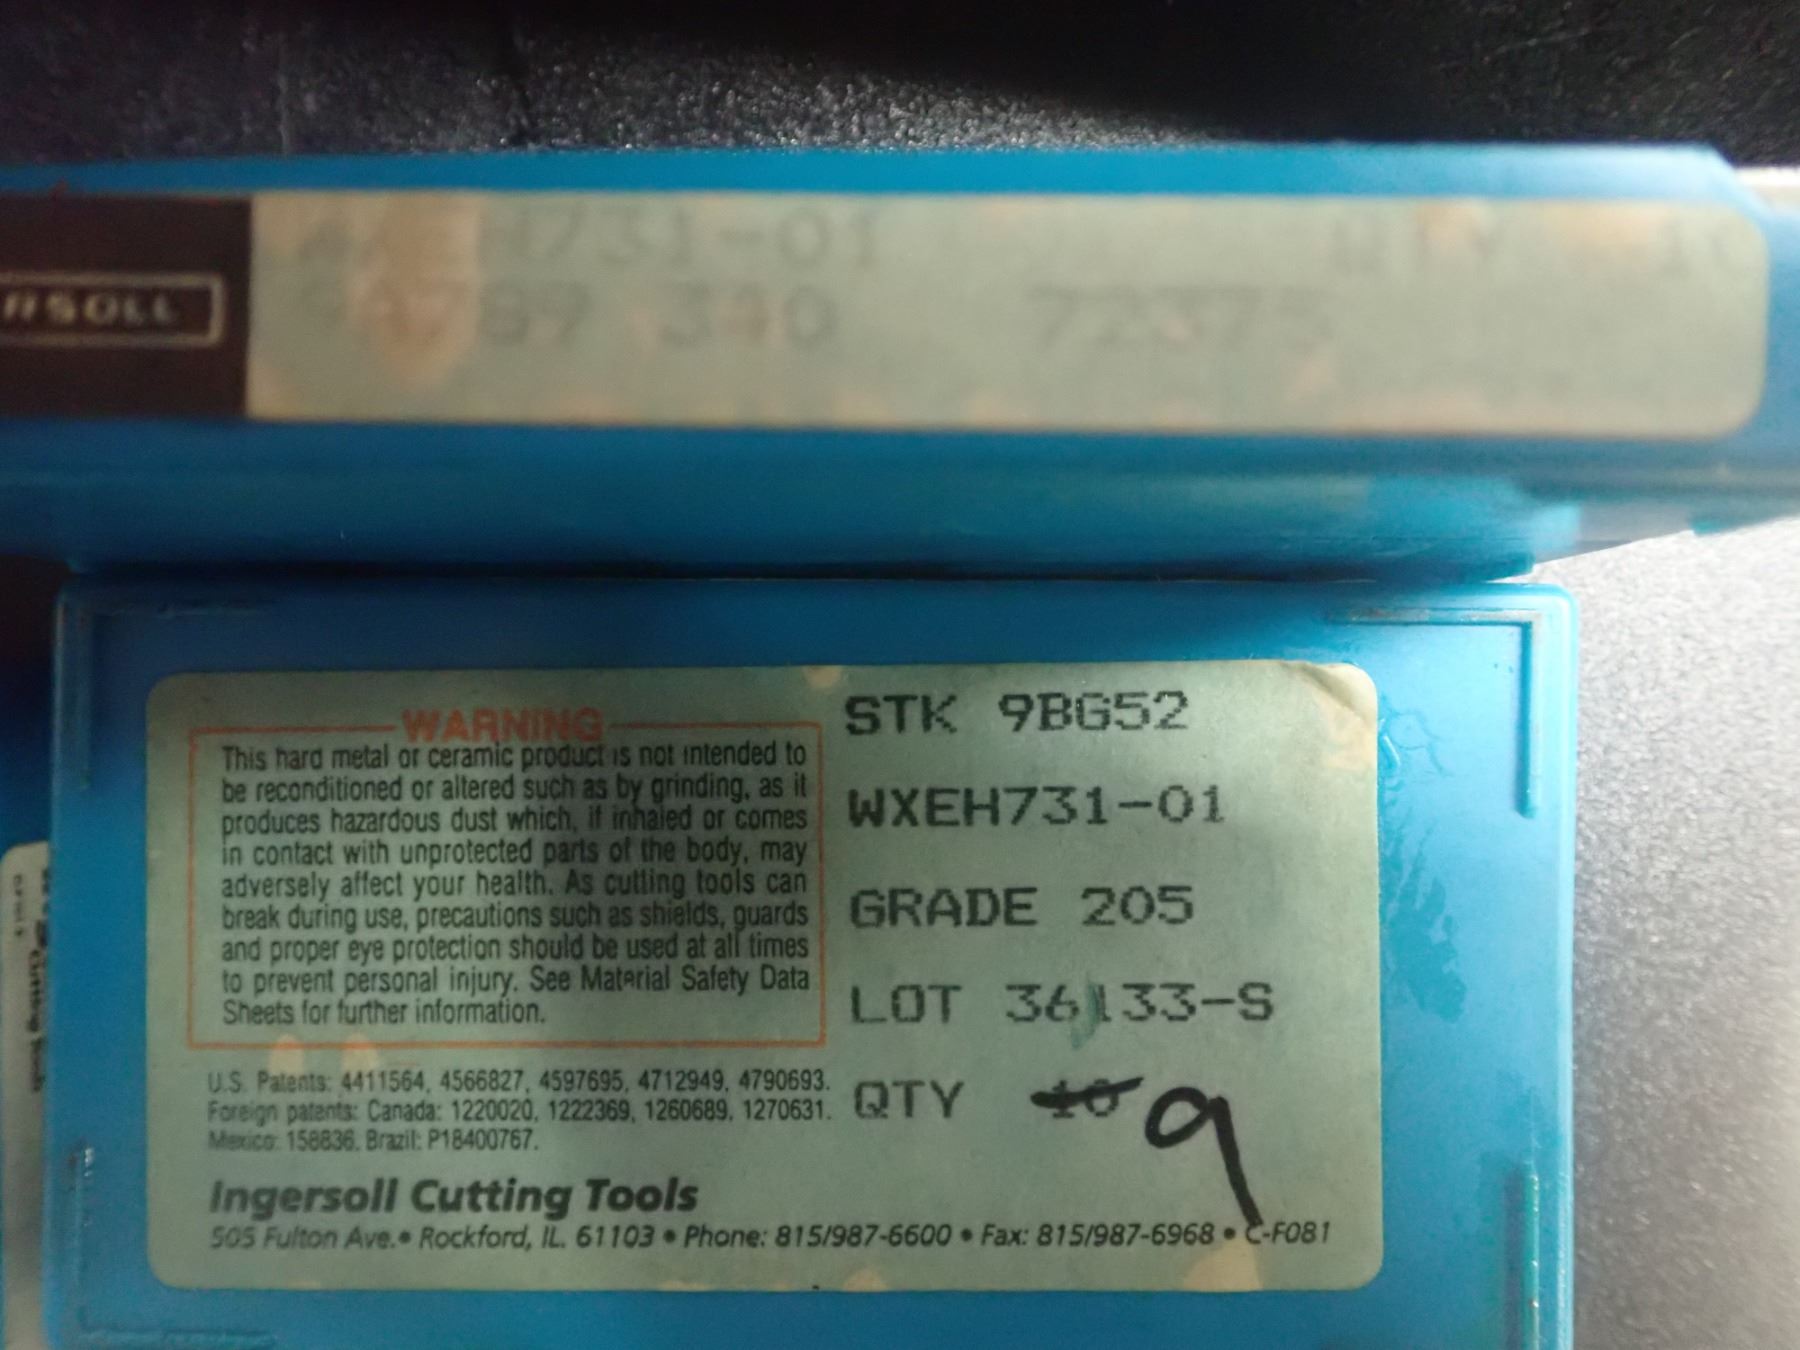 RSOLL
H731-01
QTY 10
789 340 72375
WARNING
This hard metal or ceramic product is not intended to
be reconditioned or altered such as by grinding, as it
produces hazardous dust which, if inhaled or comes
in contact with unprotected parts of the body, may
adversely affect your health. As cutting tools can
break during use, precautions such as shields, guards
and proper eye protection should be used at all times
to prevent personal injury. See Material Safety Data
Sheets for further information.
U.S. Patents: 4411564, 4566827, 4597695, 4712949, 4790693.
Foreign patents: Canada: 1220020, 1222369, 1260689, 1270631.
Mexico: 158836. Brazil: P18400767.
STK 9BG52
WXEH731-01
GRADE 205
LOT 36133-S
QTY 10 9
Ingersoll Cutting Tools
505 Fulton Ave. • Rockford, IL. 61103 • Phone: 815/987-6600 • Fax: 815/987-6968 • C-F081